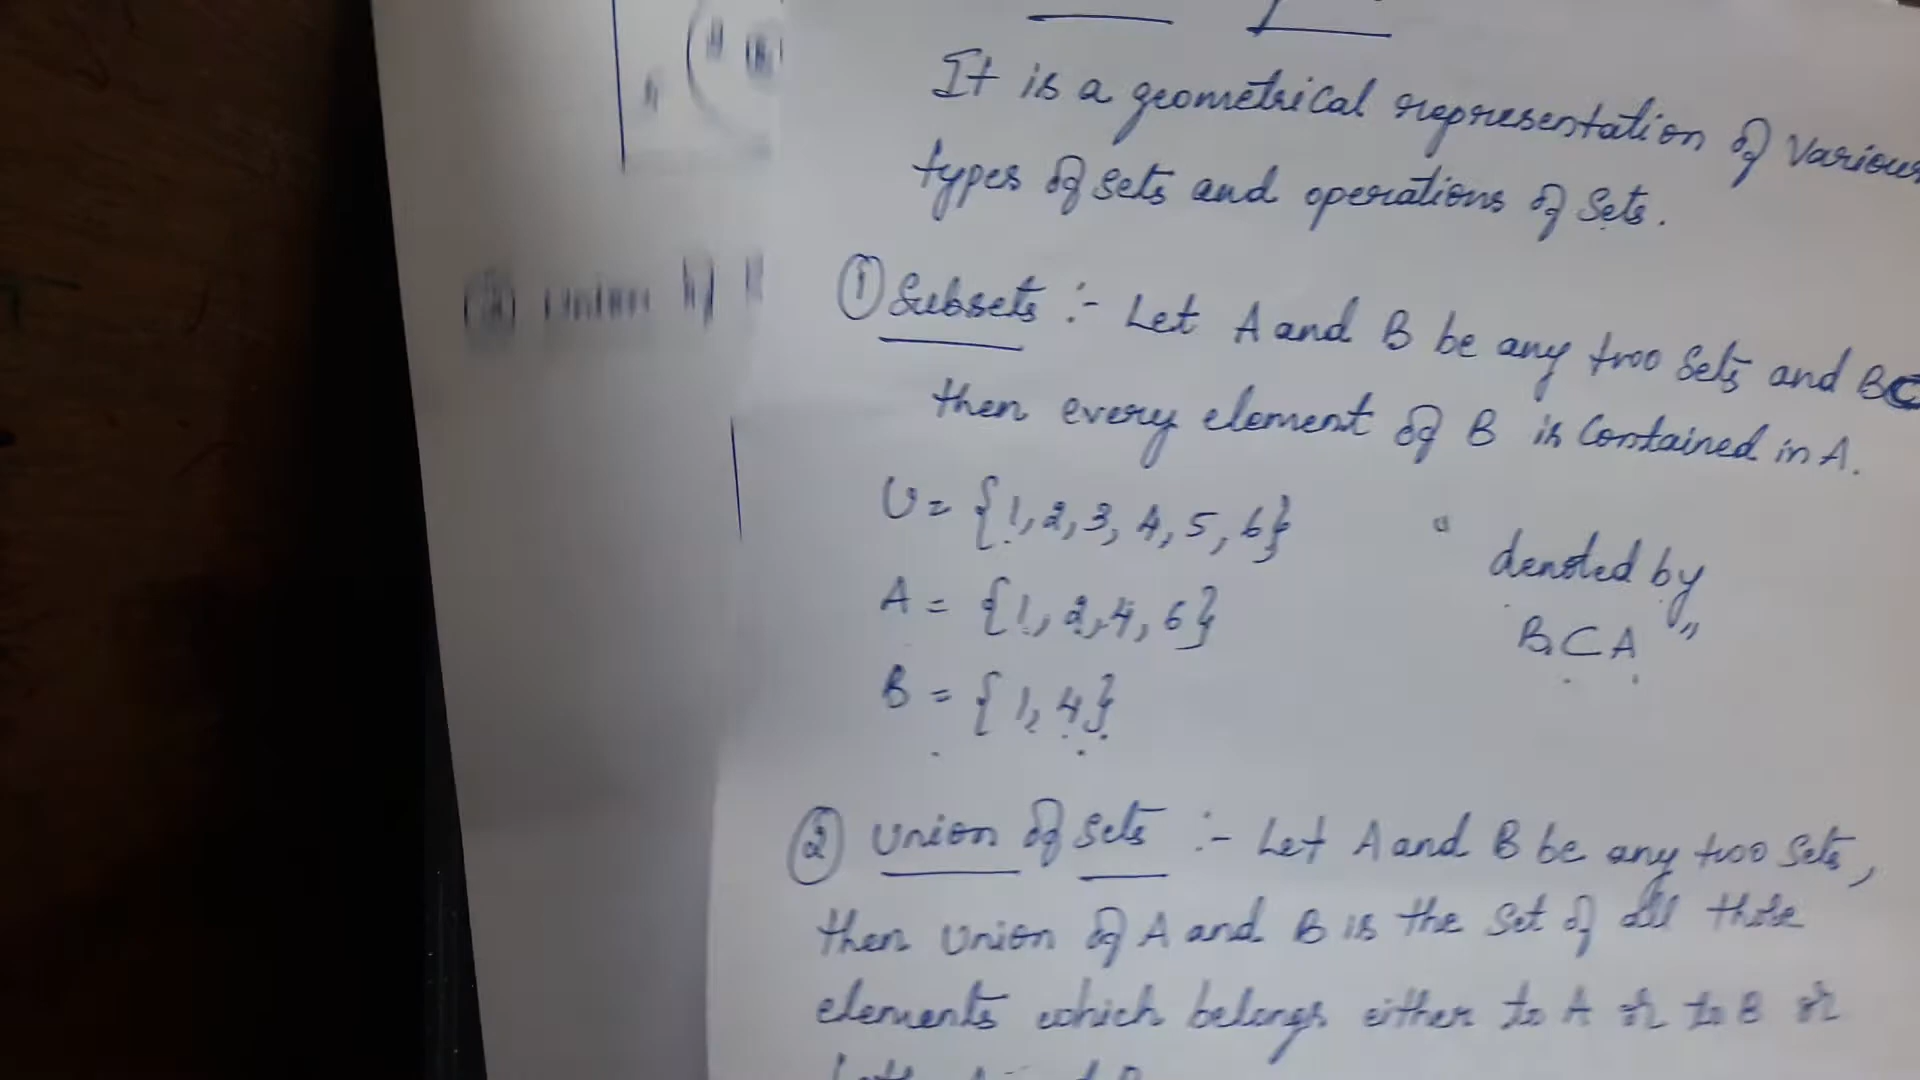 It is a geometrical representation of Various
types of sets and operations of Sets.
① Subsets :- Let A and B be any two Sets and B⊂
then every element of B is Contained in A.
U = {1, 2, 3, 4, 5, 6}
A = {1, 2, 4, 6}
B = {1, 4}
" denoted by
B ⊂ A "
② Union of Sets :- Let A and B be any two Sets,
then Union of A and B is the Set of all those
elements which belongs either to A or to B or
(2) Union